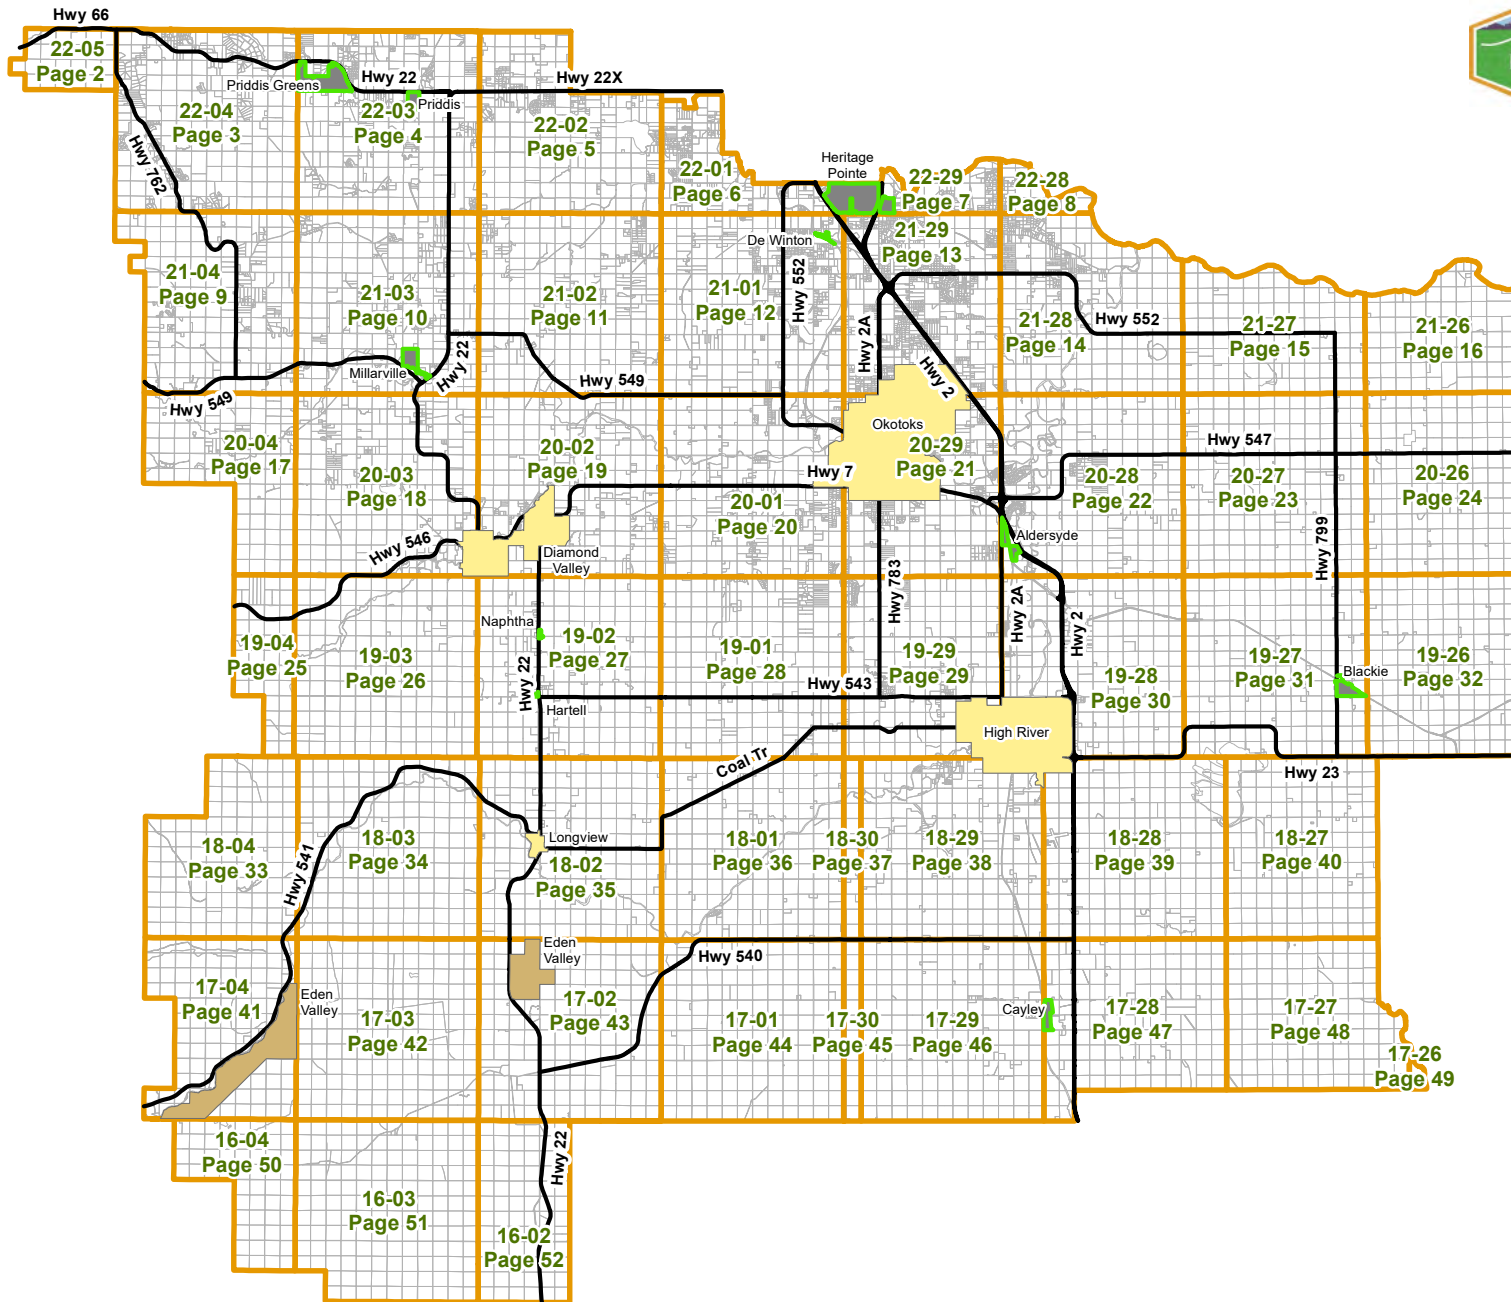 Hwy 66
22-05
Page 2
Priddis Greens
Hwy 22
Hwy 22X
Priddis
22-04
Page 3
22-03
Page 4
22-02
Page 5
Hwy 762
22-01
Page 6
Heritage
Pointe
22-29
Page 7
22-28
Page 8
De Winton
21-29
Page 13
21-04
Page 9
21-03
Page 10
21-02
Page 11
21-01
Page 12
Hwy 552
Hwy 2A
Hwy 2
21-28
Page 14
Hwy 552
21-27
Page 15
21-26
Page 16
Millarville
Hwy 22
Hwy 549
Hwy 549
20-04
Page 17
20-03
Page 18
20-02
Page 19
Okotoks
20-29
Page 21
Hwy 7
20-01
Page 20
Hwy 547
20-28
Page 22
20-27
Page 23
20-26
Page 24
Hwy 546
Diamond
Valley
Aldersyde
Hwy 799
Hwy 783
Hwy 2A
Hwy 2
Naphtha
19-04
Page 25
19-03
Page 26
19-02
Page 27
19-01
Page 28
19-29
Page 29
19-28
Page 30
19-27
Page 31
Blackie
19-26
Page 32
Hwy 22
Hwy 543
Hartell
High River
Coal Tr
Hwy 23
Longview
18-04
Page 33
Hwy 541
18-03
Page 34
18-02
Page 35
18-01
Page 36
18-30
Page 37
18-29
Page 38
18-28
Page 39
18-27
Page 40
Eden
Valley
Hwy 540
17-04
Page 41
Eden
Valley
17-03
Page 42
17-02
Page 43
17-01
Page 44
17-30
Page 45
17-29
Page 46
Cayley
17-28
Page 47
17-27
Page 48
17-26
Page 49
16-04
Page 50
Hwy 22
16-03
Page 51
16-02
Page 52